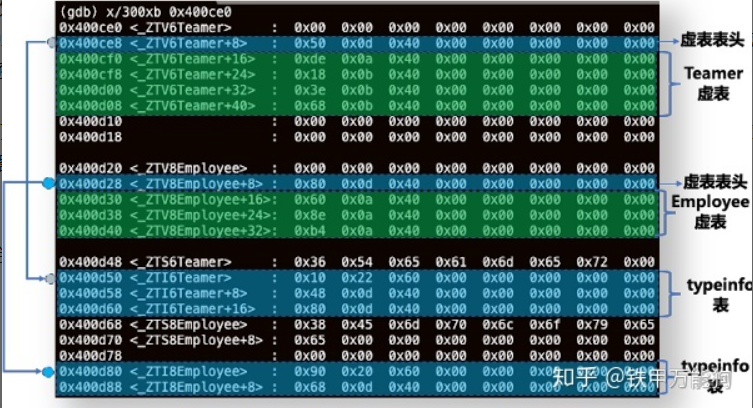 (gdb) x/300xb 0x400ce0
0x400ce0 <_ZTV6Teamer>: 0x00 0x00 0x00 0x00 0x00 0x00 0x00 0x00
0x400ce8 <_ZTV6Teamer+8>: 0x50 0x0d 0x40 0x00 0x00 0x00 0x00 0x00
虚表表头
0x400cf0 <_ZTV6Teamer+16>: 0xde 0x0a 0x40 0x00 0x00 0x00 0x00 0x00
0x400cf8 <_ZTV6Teamer+24>: 0x18 0x0b 0x40 0x00 0x00 0x00 0x00 0x00
0x400d00 <_ZTV6Teamer+32>: 0x3e 0x0b 0x40 0x00 0x00 0x00 0x00 0x00
0x400d08 <_ZTV6Teamer+40>: 0x68 0x0b 0x40 0x00 0x00 0x00 0x00 0x00
Teamer
虚表
0x400d10 : 0x00 0x00 0x00 0x00 0x00 0x00 0x00 0x00
0x400d18 : 0x00 0x00 0x00 0x00 0x00 0x00 0x00 0x00
0x400d20 <_ZTV8Employee>: 0x00 0x00 0x00 0x00 0x00 0x00 0x00 0x00
0x400d28 <_ZTV8Employee+8>: 0x80 0x0d 0x40 0x00 0x00 0x00 0x00 0x00
虚表表头
0x400d30 <_ZTV8Employee+16>: 0x60 0x0a 0x40 0x00 0x00 0x00 0x00 0x00
0x400d38 <_ZTV8Employee+24>: 0x8e 0x0a 0x40 0x00 0x00 0x00 0x00 0x00
0x400d40 <_ZTV8Employee+32>: 0xb4 0x0a 0x40 0x00 0x00 0x00 0x00 0x00
Employee
虚表
0x400d48 <_ZTS6Teamer>: 0x36 0x54 0x65 0x61 0x6d 0x65 0x72 0x00
0x400d50 <_ZTI6Teamer>: 0x10 0x22 0x60 0x00 0x00 0x00 0x00 0x00
0x400d58 <_ZTI6Teamer+8>: 0x48 0x0d 0x40 0x00 0x00 0x00 0x00 0x00
0x400d60 <_ZTI6Teamer+16>: 0x80 0x0d 0x40 0x00 0x00 0x00 0x00 0x00
typeinfo
表
0x400d68 <_ZTS8Employee>: 0x38 0x45 0x6d 0x70 0x6c 0x6f 0x79 0x65
0x400d70 <_ZTS8Employee+8>: 0x65 0x00 0x00 0x00 0x00 0x00 0x00 0x00
0x400d78 : 0x00 0x00 0x00 0x00 0x00 0x00 0x00 0x00
0x400d80 <_ZTI8Employee>: 0x90 0x20 0x60 0x00 0x00 0x00 0x00 0x00
0x400d88 <_ZTI8Employee+8>: 0x68 0x0d 0x40 0x00 0x00 0x00 0x00 0x00
typeinfo
表
知乎 @铁甲万能狗